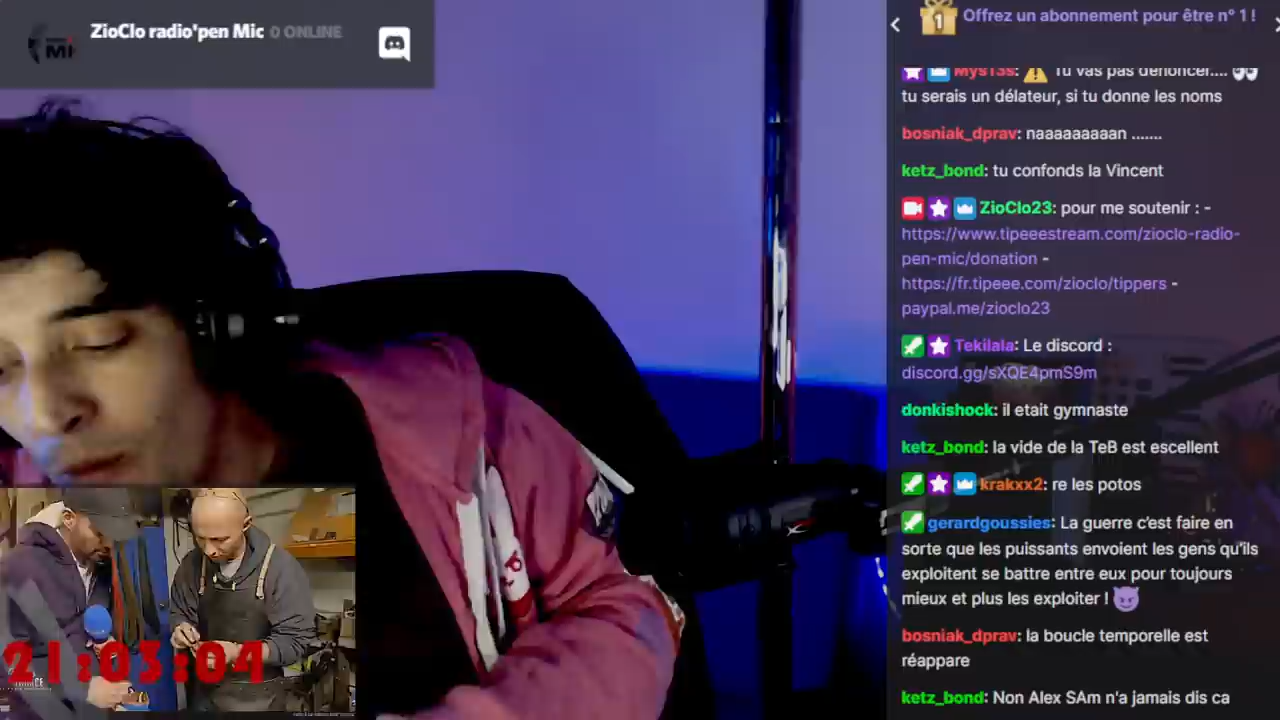 ZioClo radio'pen Mic 0 ONLINE
MI
1 Offrez un abonnement pour être n° 1 !
Mys13s: ⚠️ Tu vas pas dénoncer.... 👀
tu serais un délateur, si tu donne les noms
bosniak_dprav: naaaaaaaaan .......
ketz_bond: tu confonds la Vincent
ZioClo23: pour me soutenir : -
https://www.tipeeestream.com/zioclo-radio-
pen-mic/donation -
https://fr.tipeee.com/zioclo/tippers -
paypal.me/zioclo23
Tekilala: Le discord :
discord.gg/sXQE4pmS9m
donkishock: il etait gymnaste
ketz_bond: la vide de la TeB est escellent
krakxx2: re les potos
gerardgoussies: La guerre c'est faire en
sorte que les puissants envoient les gens qu'ils
exploitent se battre entre eux pour toujours
mieux et plus les exploiter ! 😈
bosniak_dprav: la boucle temporelle est
réappare
ketz_bond: Non Alex SAm n'a jamais dis ca
21:03:04